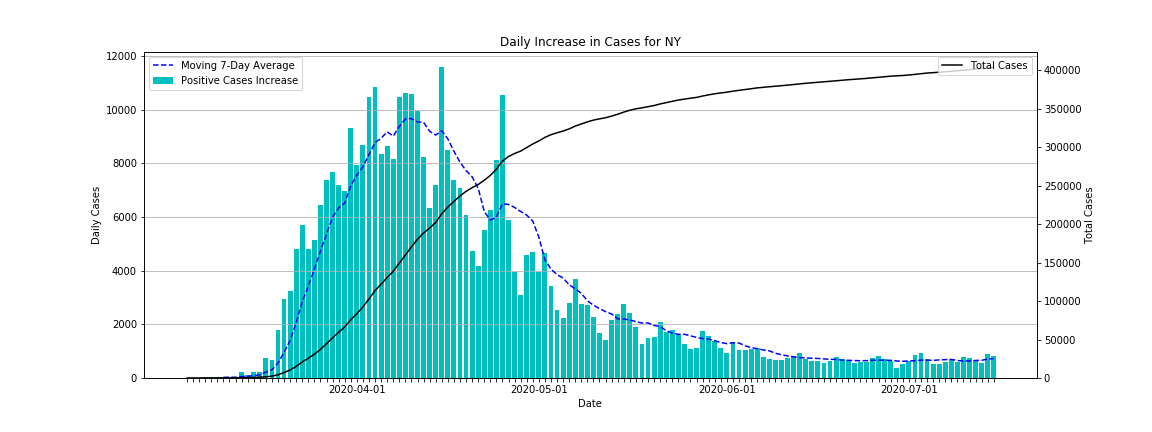 Daily Increase in Cases for NY
Moving 7-Day Average
Positive Cases Increase
Total Cases
12000
10000
8000
6000
4000
2000
0
Daily Cases
400000
350000
300000
250000
200000
150000
100000
50000
0
Total Cases
2020-04-01
2020-05-01
2020-06-01
2020-07-01
Date